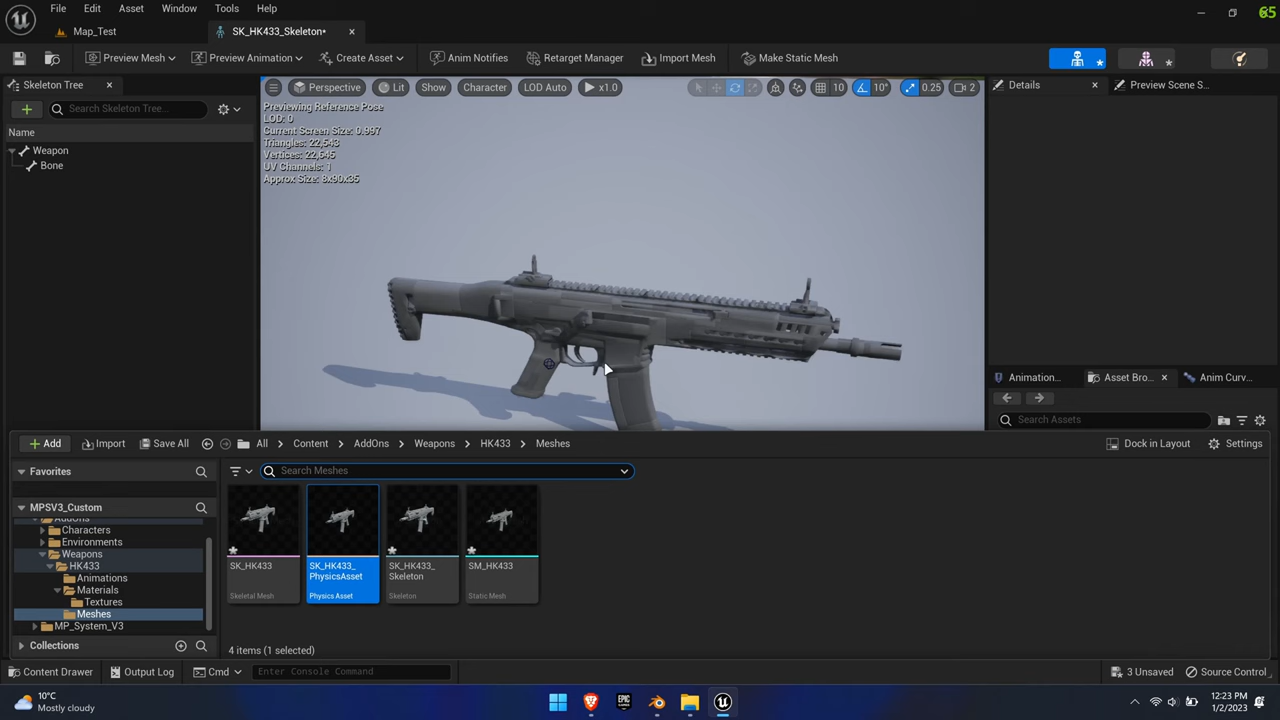 File Edit Asset Window Tools Help
65
Map_Test
SK_HK433_Skeleton*
Preview Mesh
Preview Animation
Create Asset
Anim Notifies
Retarget Manager
Import Mesh
Make Static Mesh
Skeleton Tree
Search Skeleton Tree...
Name
Weapon
Bone
Perspective
Lit
Show
Character
LOD Auto
x1.0
10
10°
0.25
2
Previewing Reference Pose
LOD: 0
Current Screen Size: 0.997
Triangles: 22,543
Vertices: 22,645
UV Channels: 1
Approx Size: 8x90x35
Details
Preview Scene S...
Animation...
Asset Bro...
Anim Curv...
Search Assets
Add
Import
Save All
All
Content
AddOns
Weapons
HK433
Meshes
Dock in Layout
Settings
Favorites
Search Meshes
MPSV3_Custom
AddOns
Characters
Environments
Weapons
HK433
Animations
Materials
Textures
Meshes
MP_System_V3
Collections
SK_HK433
Skeletal Mesh
SK_HK433_
PhysicsAsset
Physics Asset
SK_HK433_
Skeleton
Skeleton
SM_HK433
Static Mesh
4 items (1 selected)
Content Drawer
Output Log
Cmd
Enter Console Command
3 Unsaved
Source Control
10°C
Mostly cloudy
12:23 PM
1/2/2023